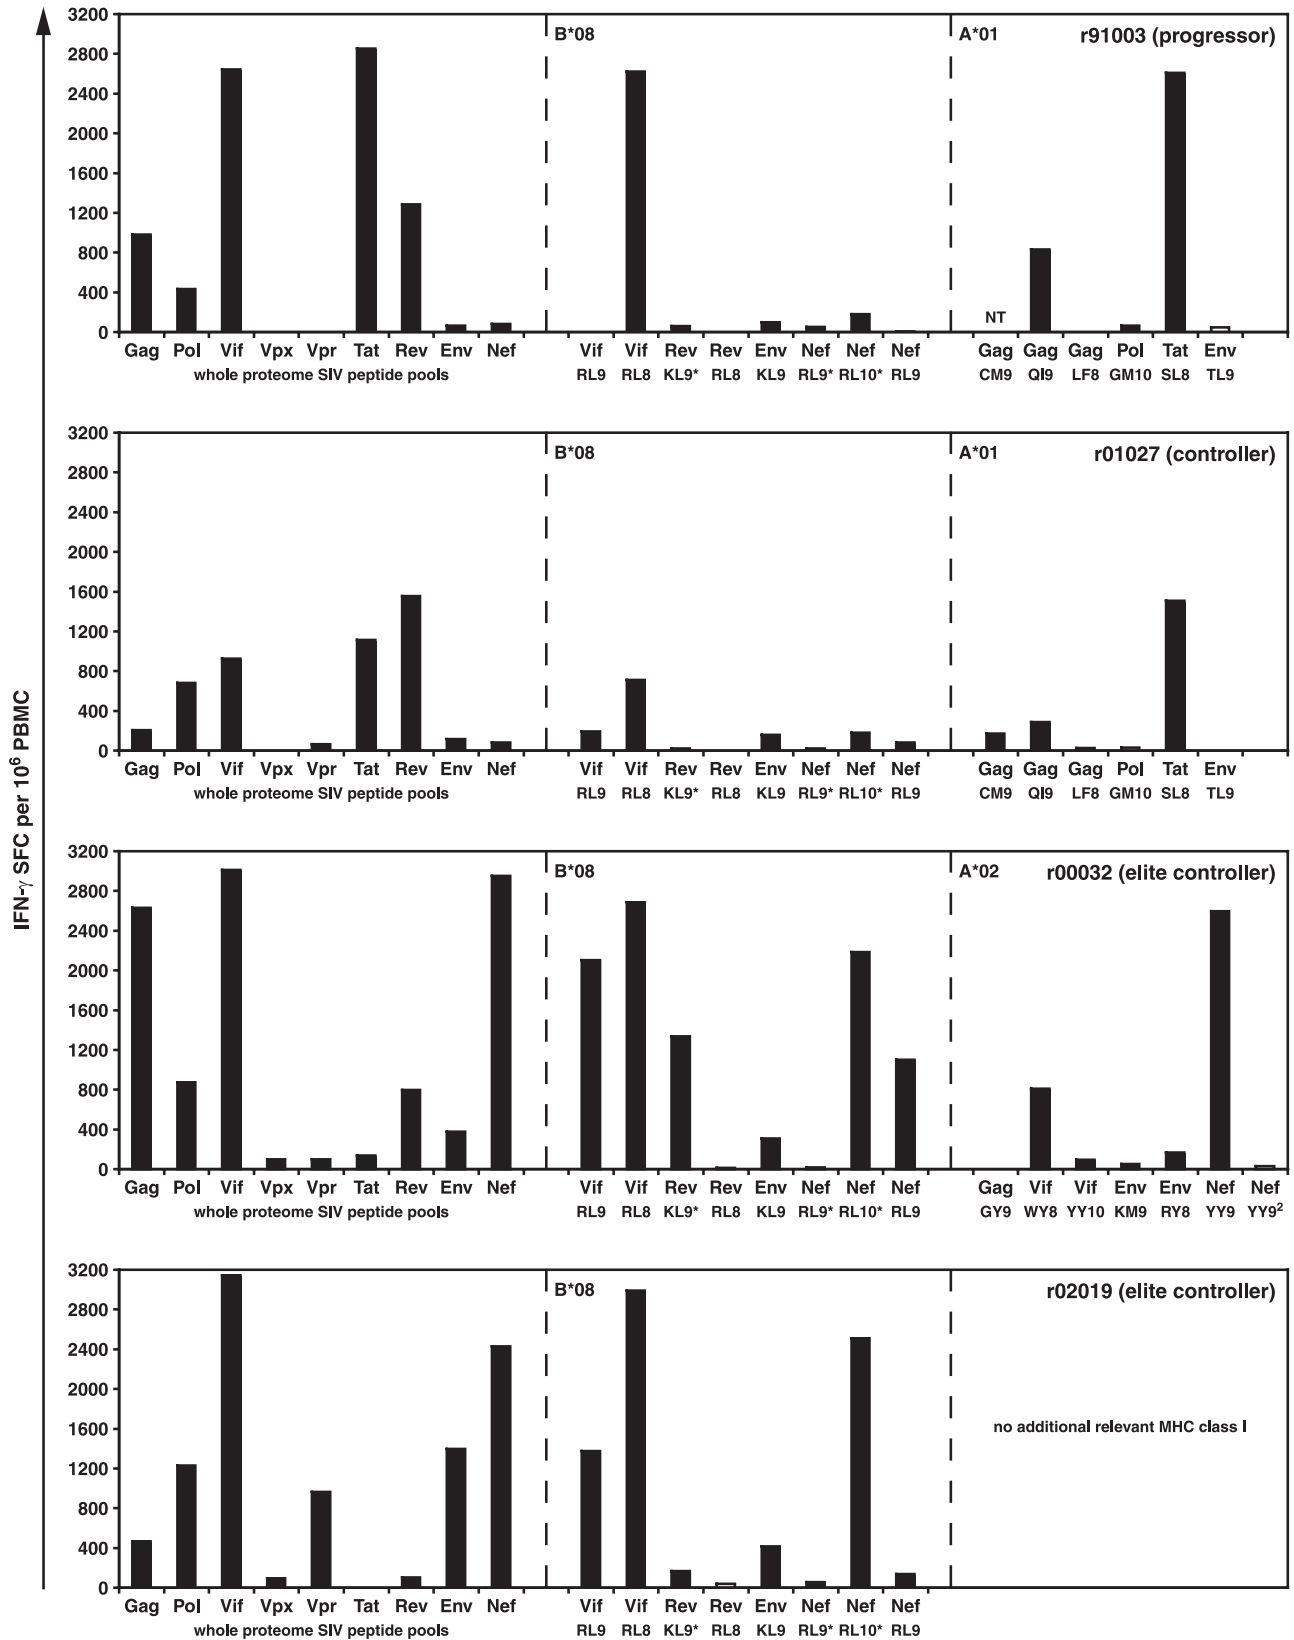 IFN-γ SFC per 10⁶ PBMC
3200
2800
2400
2000
1600
1200
800
400
0
B*08
A*01
r91003 (progressor)
NT
Gag Pol Vif Vpx Vpr Tat Rev Env Nef
whole proteome SIV peptide pools
Vif Vif Rev Rev Env Nef Nef Nef
RL9 RL8 KL9* RL8 KL9 RL9* RL10* RL9
Gag Gag Gag Pol Tat Env
CM9 QI9 LF8 GM10 SL8 TL9
3200
2800
2400
2000
1600
1200
800
400
0
B*08
A*01
r01027 (controller)
Gag Pol Vif Vpx Vpr Tat Rev Env Nef
whole proteome SIV peptide pools
Vif Vif Rev Rev Env Nef Nef Nef
RL9 RL8 KL9* RL8 KL9 RL9* RL10* RL9
Gag Gag Gag Pol Tat Env
CM9 QI9 LF8 GM10 SL8 TL9
3200
2800
2400
2000
1600
1200
800
400
0
B*08
A*02
r00032 (elite controller)
Gag Pol Vif Vpx Vpr Tat Rev Env Nef
whole proteome SIV peptide pools
Vif Vif Rev Rev Env Nef Nef Nef
RL9 RL8 KL9* RL8 KL9 RL9* RL10* RL9
Gag Vif Vif Env Env Nef Nef
GY9 WY8 YY10 KM9 RY8 YY9 YY9²
3200
2800
2400
2000
1600
1200
800
400
0
B*08
r02019 (elite controller)
no additional relevant MHC class I
Gag Pol Vif Vpx Vpr Tat Rev Env Nef
whole proteome SIV peptide pools
Vif Vif Rev Rev Env Nef Nef Nef
RL9 RL8 KL9* RL8 KL9 RL9* RL10* RL9